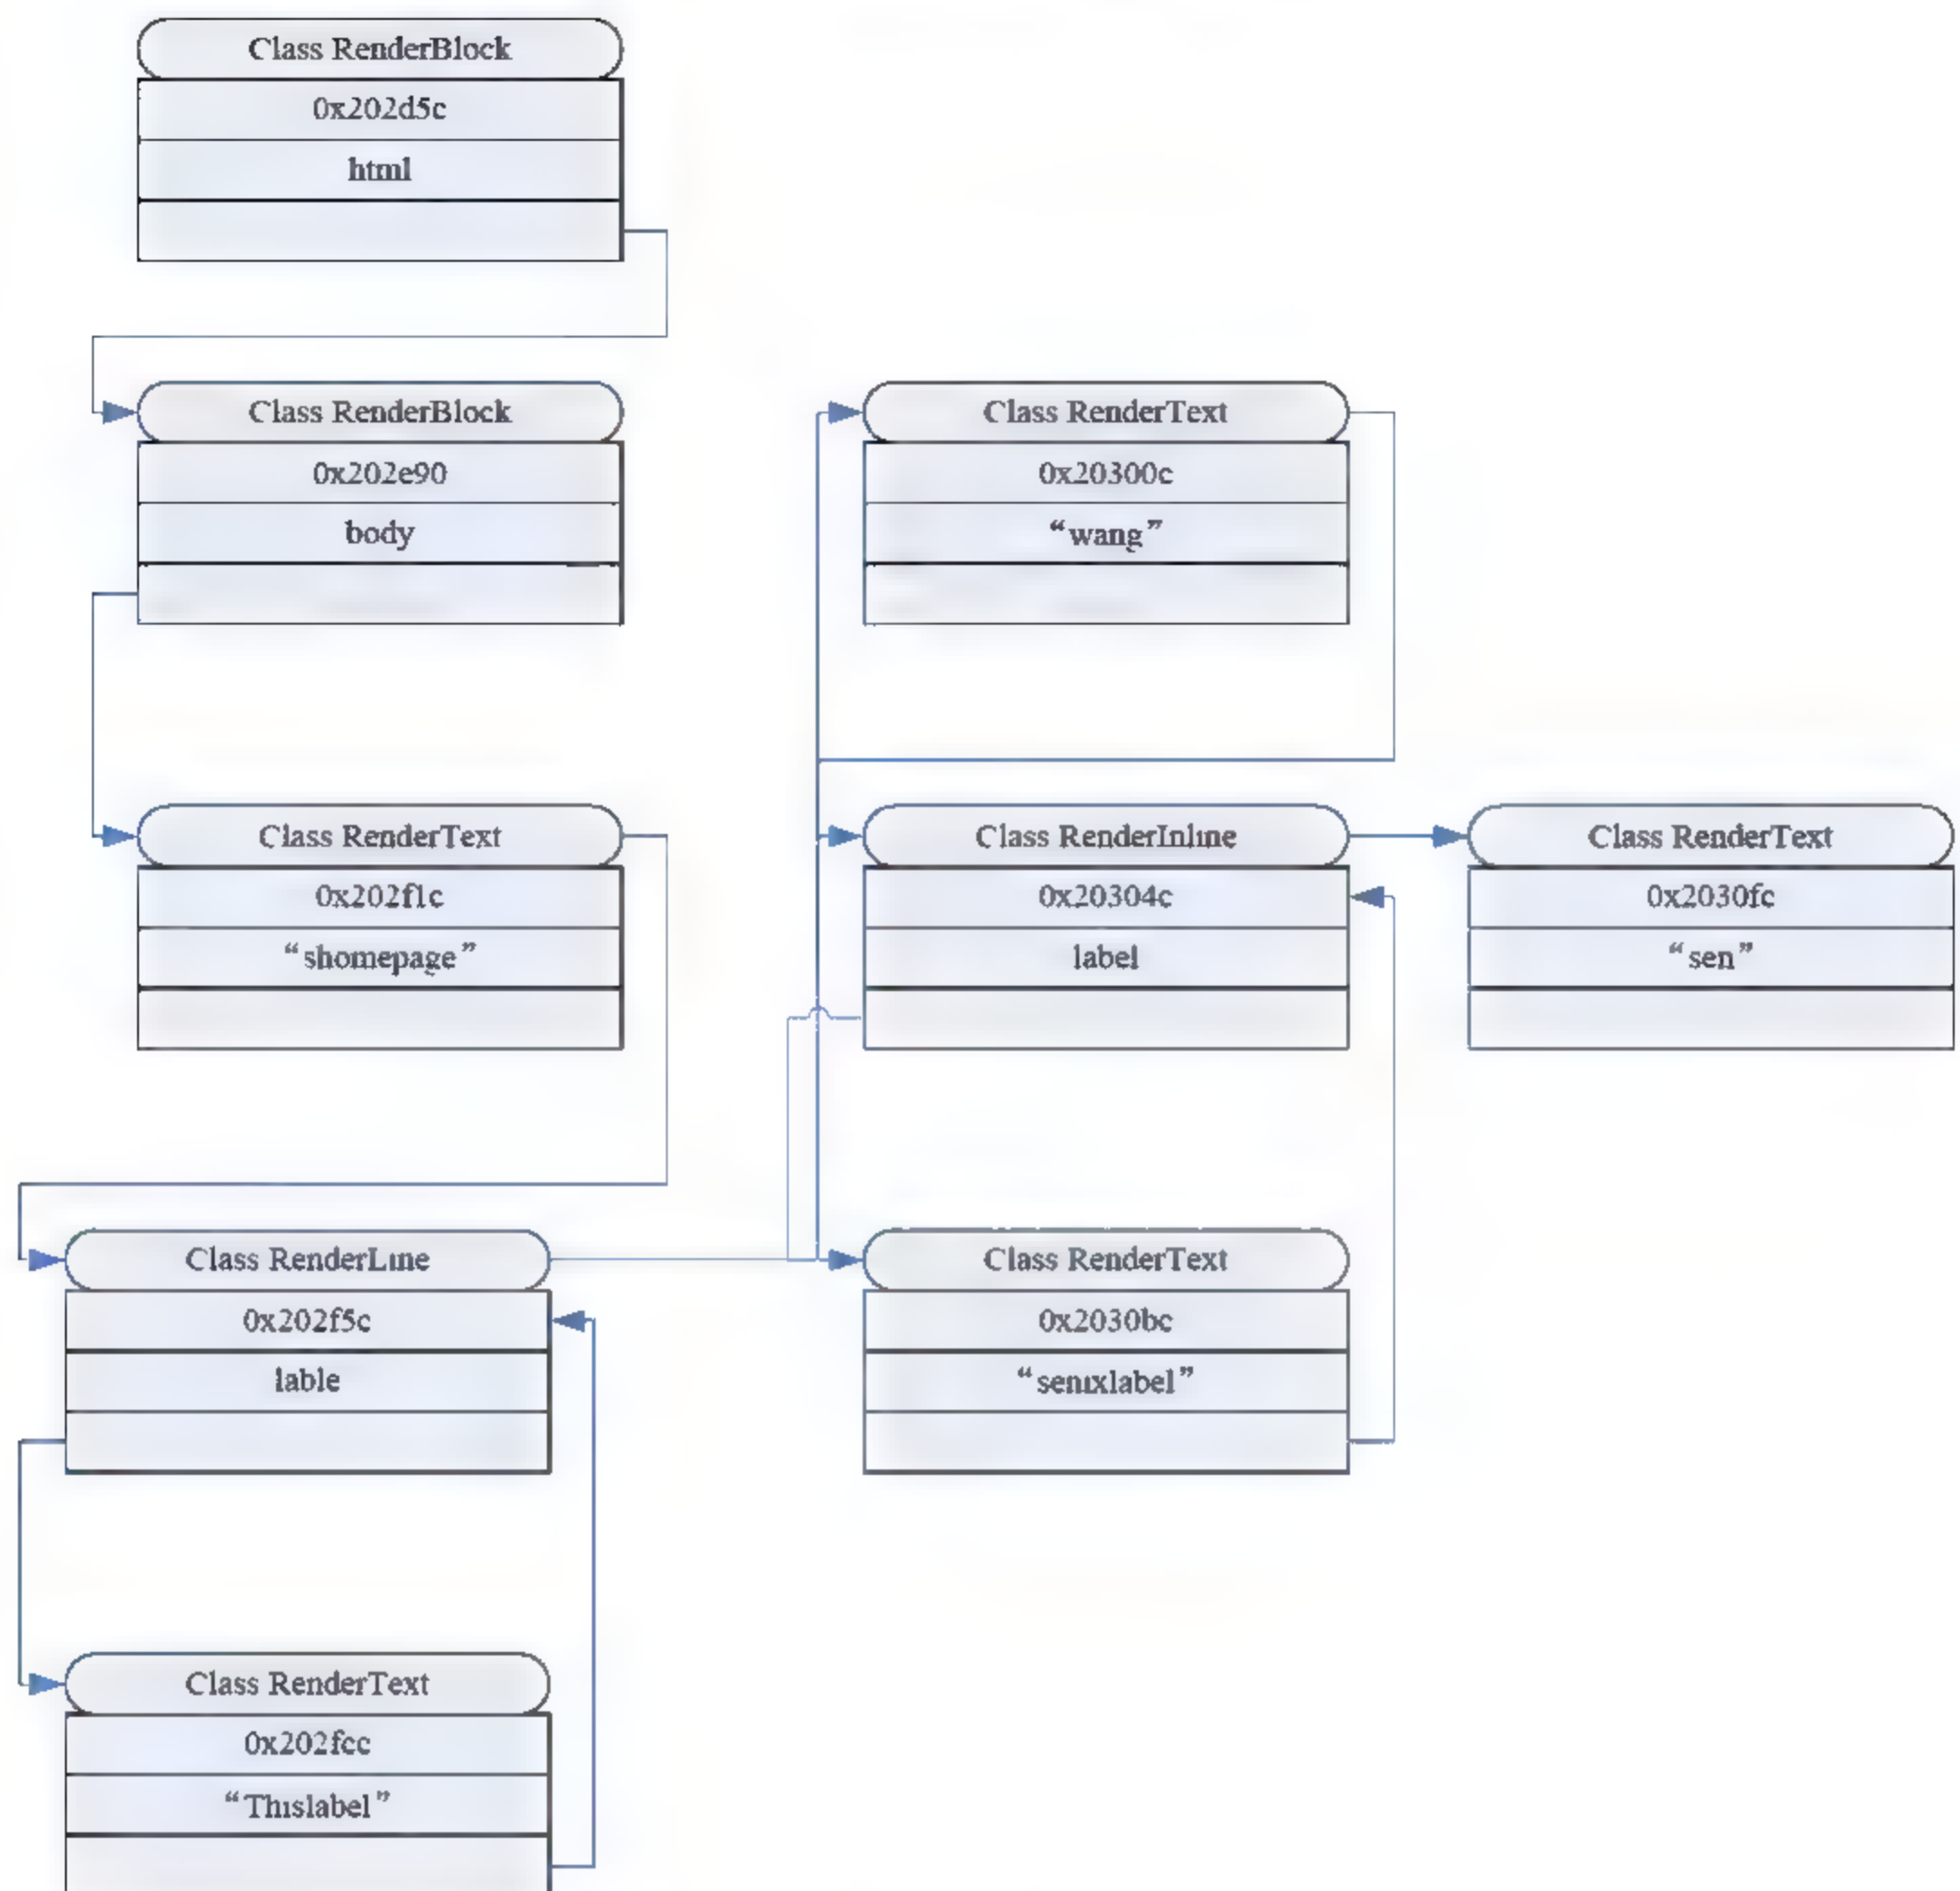 Class RenderBlock
0x202d5c
html
Class RenderBlock
0x202e90
body
Class RenderText
0x20300c
“wang”
Class RenderText
0x202f1c
“shomepage”
Class RenderInline
0x20304c
label
Class RenderText
0x2030fc
“sen”
Class RenderLine
0x202f5c
lable
Class RenderText
0x2030bc
“senixlabel”
Class RenderText
0x202fcc
“Thislabel”